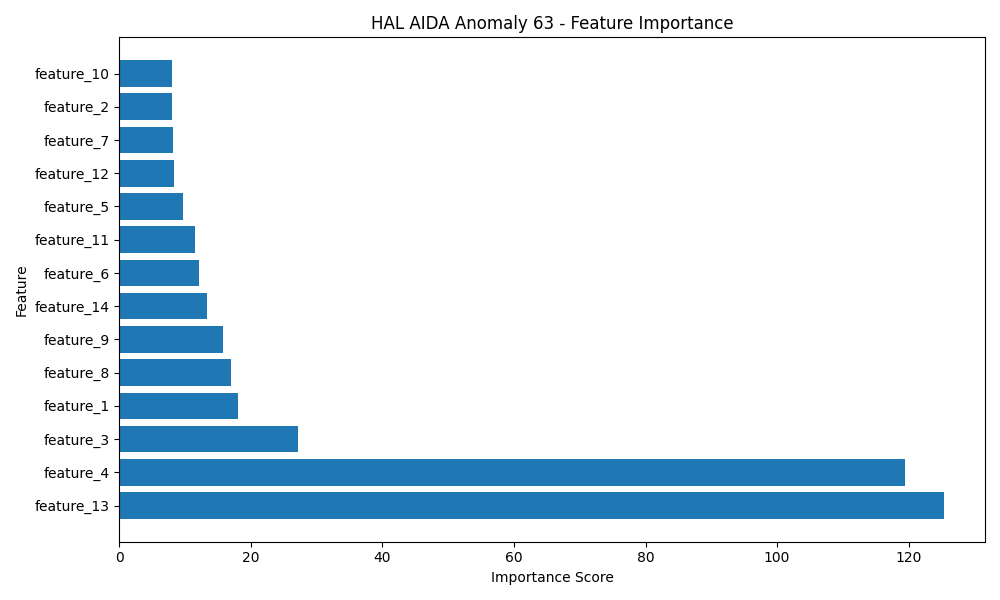 HAL AIDA Anomaly 63 - Feature Importance
feature_10
feature_2
feature_7
feature_12
feature_5
feature_11
feature_6
feature_14
feature_9
feature_8
feature_1
feature_3
feature_4
feature_13
Feature
0 20 40 60 80 100 120
Importance Score